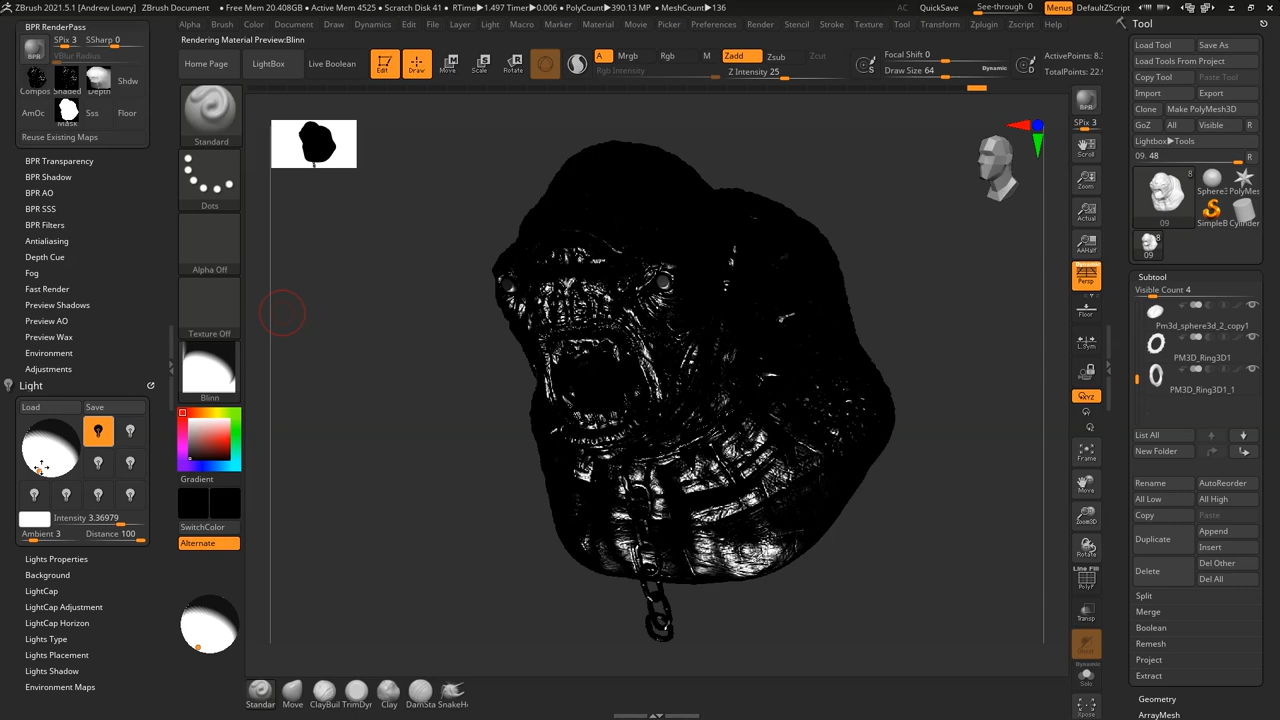 ZBrush 2021.5.1 [Andrew Lowry]   ZBrush Document   • Free Mem 20.408GB • Active Mem 4525 • Scratch Disk 41 • RTime►1.497 Timer►0.006 • PolyCount►390.13 MP • MeshCount►136
AC QuickSave See-through 0 Menus DefaultZScript
Alpha Brush Color Document Draw Dynamics Edit File Layer Light Macro Marker Material Movie Picker Preferences Render Stencil Stroke Texture Tool Transform Zplugin Zscript Help
Rendering Material Preview:Blinn
Home Page LightBox Live Boolean Edit Draw Move Scale Rotate
A Mrgb Rgb M Zadd Zsub Zcut
Rgb Intensity Z Intensity 25
Focal Shift 0
Draw Size 64 Dynamic
ActivePoints: 8.3
TotalPoints: 22.9
BPR RenderPass
BPR SPix 3 SSharp 0
VBlur Radius
Compos Shaded Depth Shdw
AmOc Mask Sss Floor
Reuse Existing Maps
BPR Transparency
BPR Shadow
BPR AO
BPR SSS
BPR Filters
Antialiasing
Depth Cue
Fog
Fast Render
Preview Shadows
Preview AO
Preview Wax
Environment
Adjustments
Light
Load Save
Intensity 3.36979
Ambient 3 Distance 100
Lights Properties
Background
LightCap
LightCap Adjustment
LightCap Horizon
Lights Type
Lights Placement
Lights Shadow
Environment Maps
Standard
Dots
Alpha Off
Texture Off
Blinn
Gradient
SwitchColor
Alternate
Standar Move ClayBuil TrimDyr Clay DamSta SnakeH
BPR
SPix 3
Scroll
Zoom
Actual
AAHalf
Dynamic
Persp
Floor
L.Sym
XYZ
Frame
Move
Zoom3D
Rotate
Line Fill
PolyF
Transp
Ghost
Dynamic
Solo
Xpose
Tool
Load Tool Save As
Load Tools From Project
Copy Tool Paste Tool
Import Export
Clone Make PolyMesh3D
GoZ All Visible R
Lightbox►Tools
09. 48 R
8
09 Sphere3 PolyMes
SimpleB Cylinder
8
09
Subtool
Visible Count 4
Pm3d_sphere3d_2_copy1
PM3D_Ring3D1
PM3D_Ring3D1_1
List All
New Folder
Rename AutoReorder
All Low All High
Copy Paste
Duplicate Append
Insert
Delete Del Other
Del All
Split
Merge
Boolean
Remesh
Project
Extract
Geometry
ArrayMesh